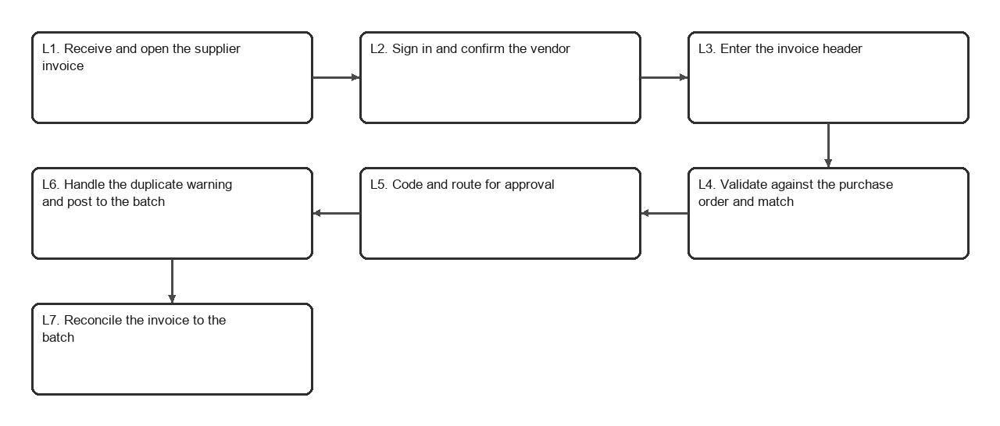 L1. Receive and open the supplier
invoice
L2. Sign in and confirm the vendor
L3. Enter the invoice header
L4. Validate against the purchase
order and match
L5. Code and route for approval
L6. Handle the duplicate warning
and post to the batch
L7. Reconcile the invoice to the
batch